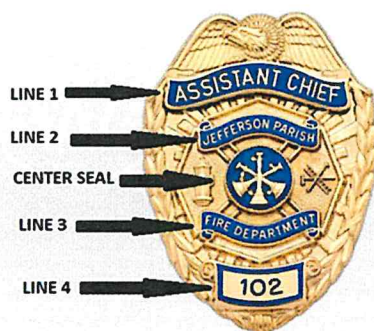 LINE 1
ASSISTANT CHIEF
LINE 2
JEFFERSON PARISH
CENTER SEAL
LINE 3
FIRE DEPARTMENT
LINE 4
102